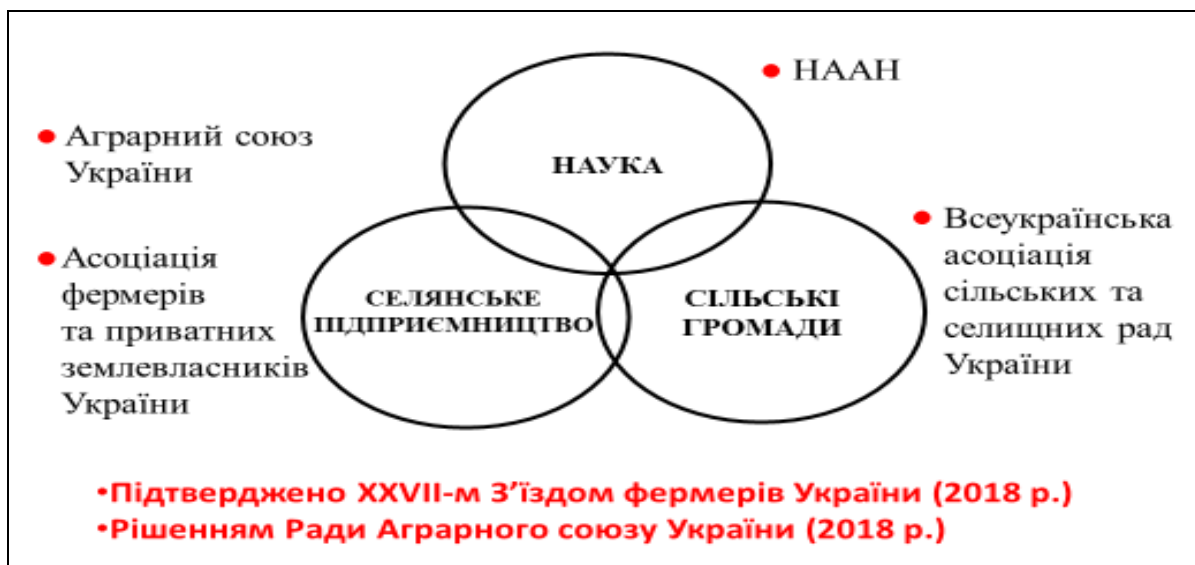 ● НААН
● Аграрний союз
України
НАУКА
● Всеукраїнська
асоціація
сільських та
селищних рад
України
● Асоціація
фермерів
та приватних
землевласників
України
СЕЛЯНСЬКЕ
ПІДПРИЄМНИЦТВО
СІЛЬСЬКІ
ГРОМАДИ
•Підтверджено XXVII-м З’їздом фермерів України (2018 р.)
•Рішенням Ради Аграрного союзу України (2018 р.)